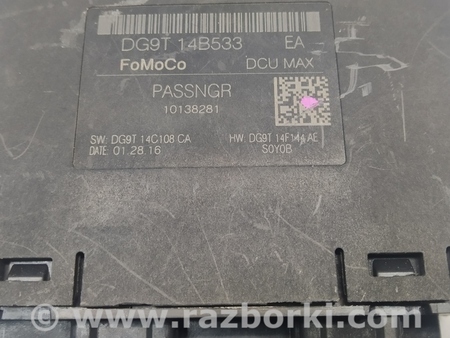 DG9T 14B533 EA
FoMoCo DCU MAX
PASSNGR
10138281
SW: DG9T 14C108 CA HW: DG9T 14F144 AE
DATE: 01.28.16 S0Y0B
www.razborki.com